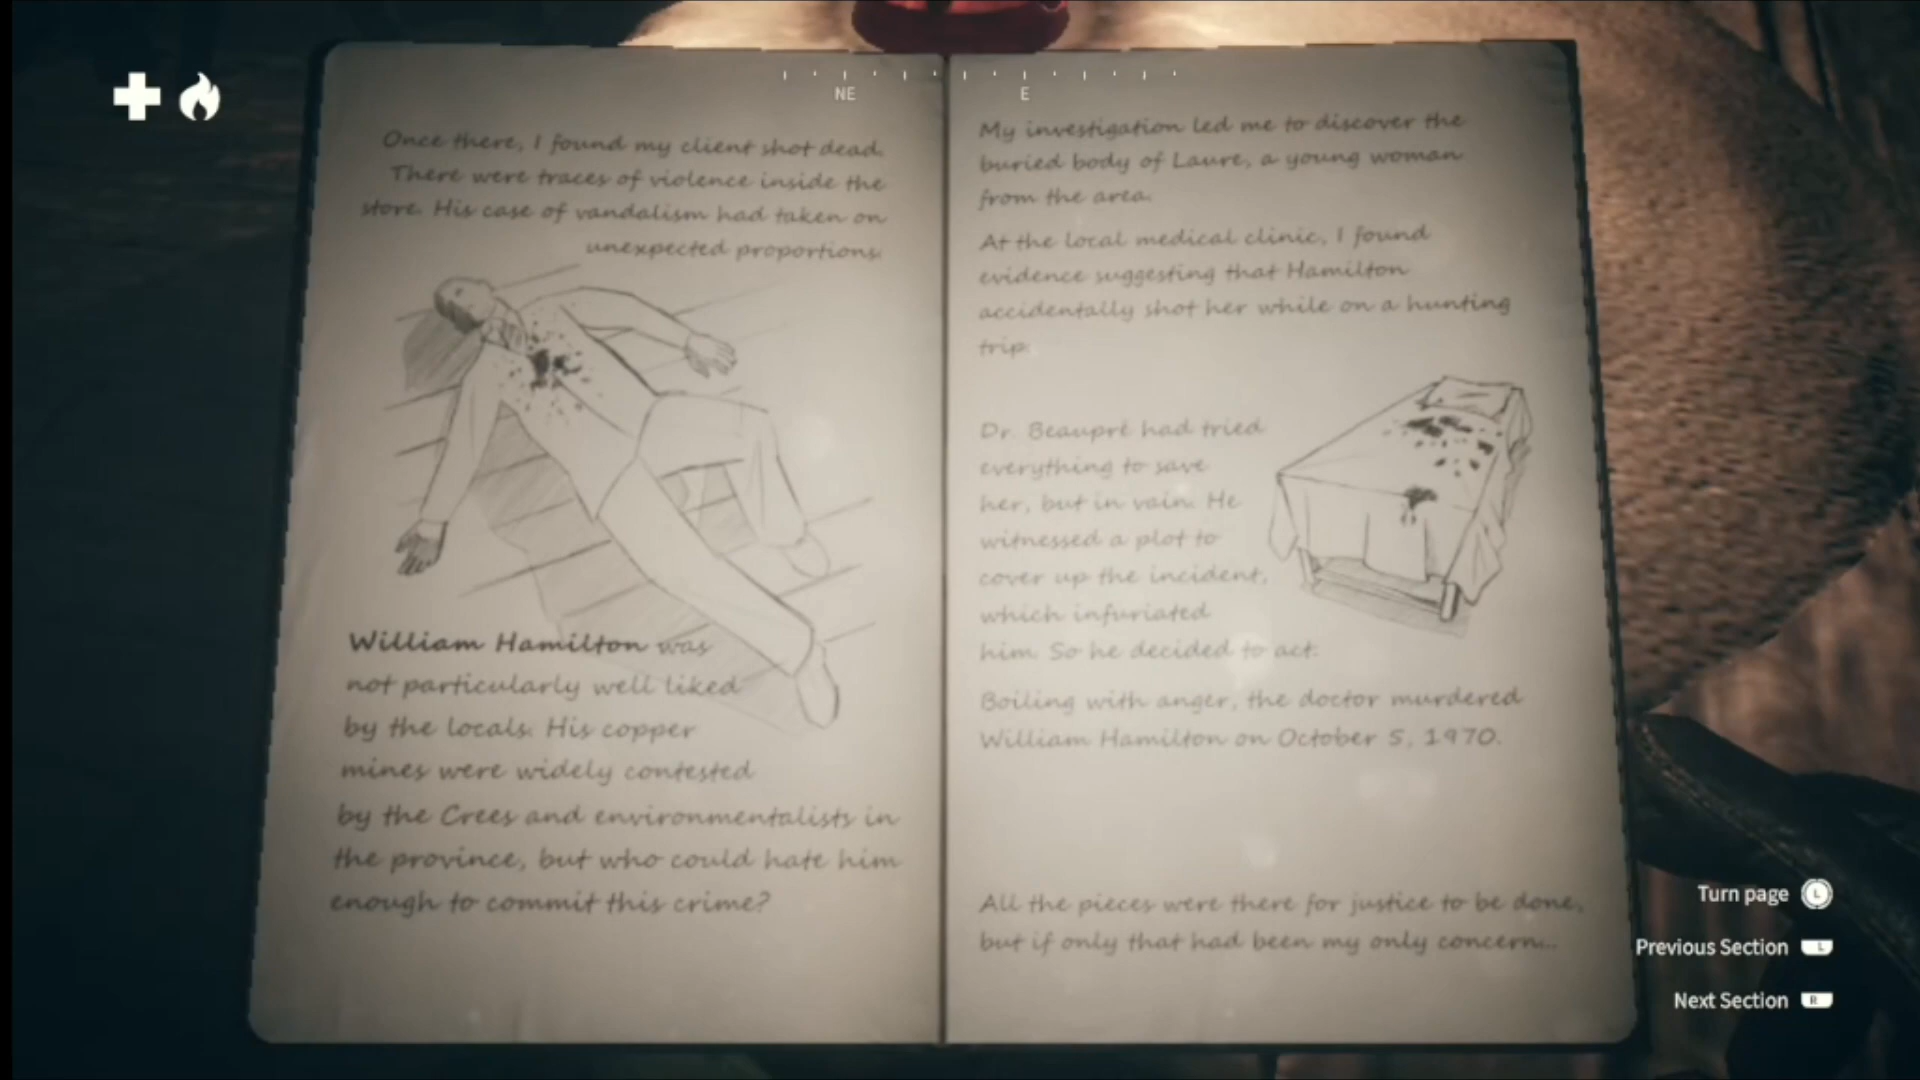 NE
E
Once there, I found my client shot dead.
There were traces of violence inside the
store. His case of vandalism had taken on
unexpected proportions.
William Hamilton was
not particularly well liked
by the locals. His copper
mines were widely contested
by the Crees and environmentalists in
the province, but who could hate him
enough to commit this crime?
My investigation led me to discover the
buried body of Laure, a young woman
from the area.
At the local medical clinic, I found
evidence suggesting that Hamilton
accidentally shot her while on a hunting
trip.
Dr. Beaupré had tried
everything to save
her, but in vain. He
witnessed a plot to
cover up the incident,
which infuriated
him. So he decided to act.
Boiling with anger, the doctor murdered
William Hamilton on October 5, 1970.
All the pieces were there for justice to be done,
but if only that had been my only concern...
Turn page L
Previous Section L
Next Section R